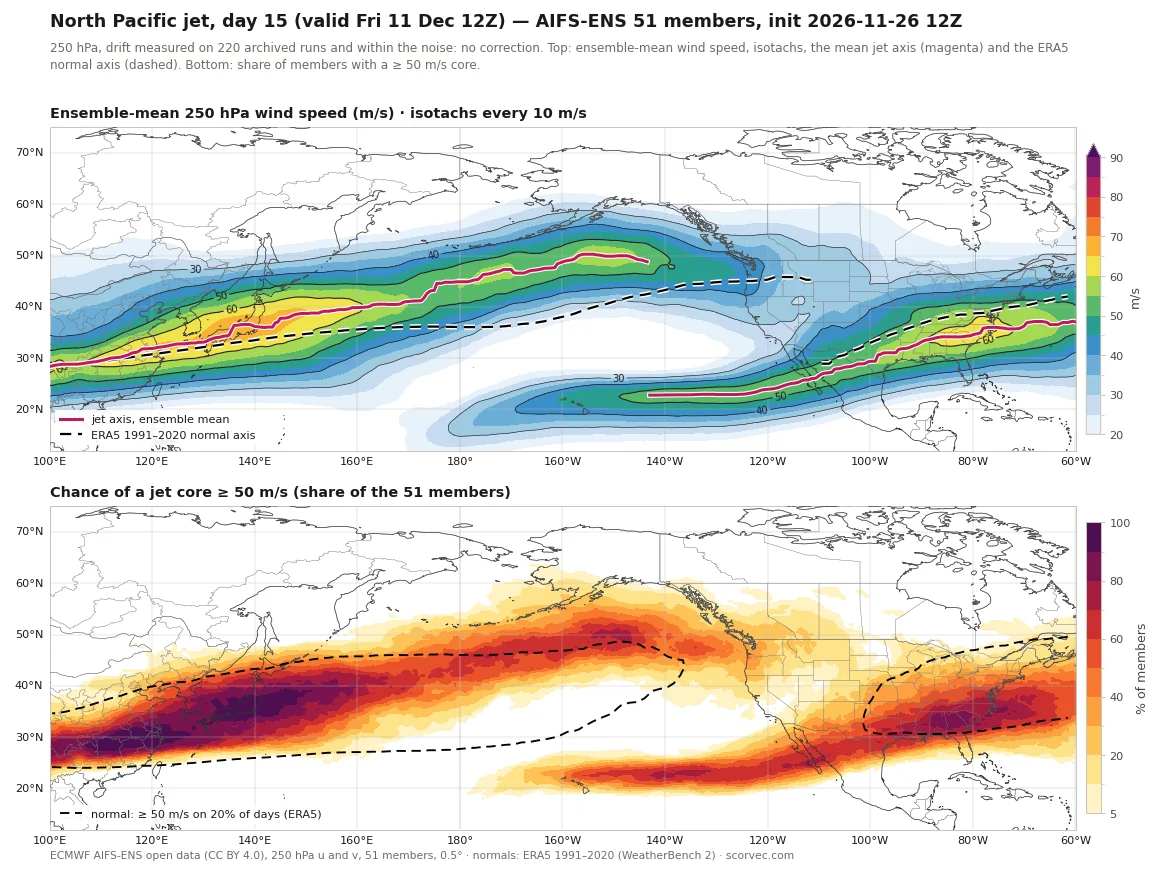 North Pacific jet, day 15 (valid Fri 11 Dec 12Z) — AIFS-ENS 51 members, init 2026-11-26 12Z
250 hPa, drift measured on 220 archived runs and within the noise: no correction. Top: ensemble-mean wind speed, isotachs, the mean jet axis (magenta) and the ERA5
normal axis (dashed). Bottom: share of members with a ≥ 50 m/s core.
Ensemble-mean 250 hPa wind speed (m/s) · isotachs every 10 m/s
70°N
60°N
50°N
40°N
30°N
20°N
30
40
50
60
30
40
50
60
jet axis, ensemble mean
ERA5 1991–2020 normal axis
100°E 120°E 140°E 160°E 180° 160°W 140°W 120°W 100°W 80°W 60°W
90
80
70
60
50
40
30
20
m/s
Chance of a jet core ≥ 50 m/s (share of the 51 members)
70°N
60°N
50°N
40°N
30°N
20°N
normal: ≥ 50 m/s on 20% of days (ERA5)
100°E 120°E 140°E 160°E 180° 160°W 140°W 120°W 100°W 80°W 60°W
100
80
60
40
20
5
% of members
ECMWF AIFS-ENS open data (CC BY 4.0), 250 hPa u and v, 51 members, 0.5° · normals: ERA5 1991–2020 (WeatherBench 2) · scorvec.com